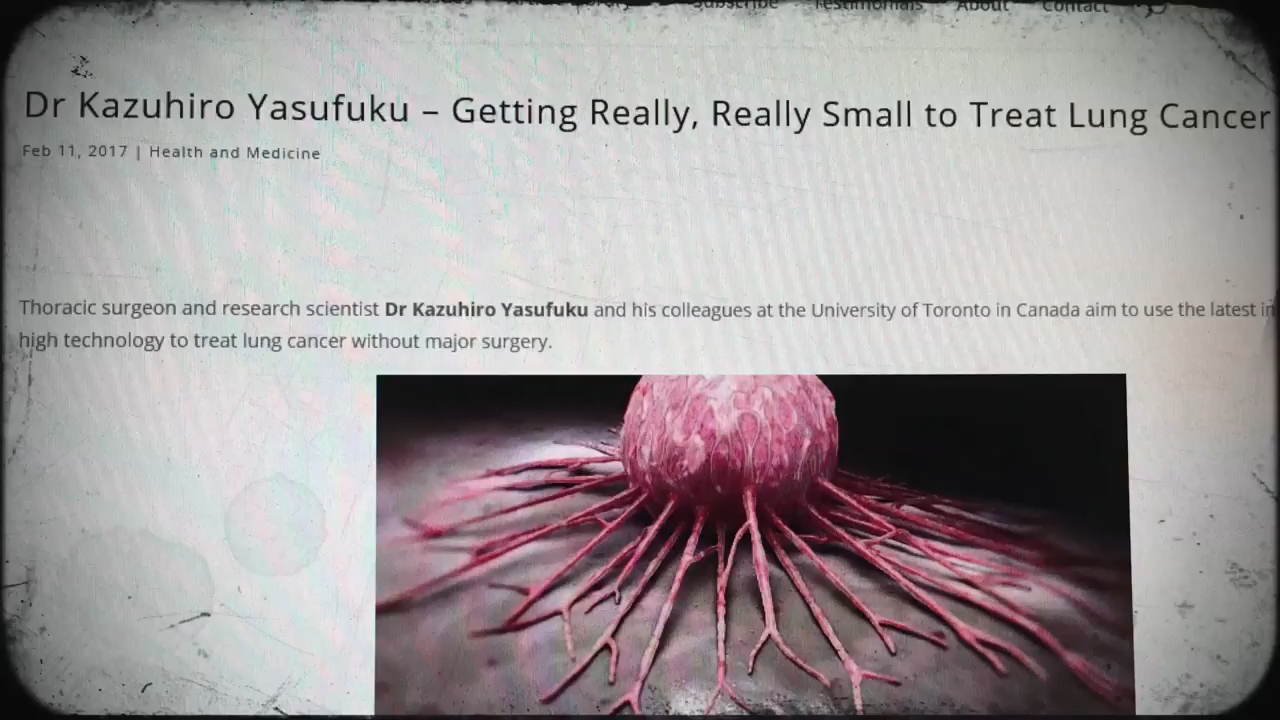 Subscribe Testimonials About Contact
Dr Kazuhiro Yasufuku – Getting Really, Really Small to Treat Lung Cancer
Feb 11, 2017 | Health and Medicine
Thoracic surgeon and research scientist Dr Kazuhiro Yasufuku and his colleagues at the University of Toronto in Canada aim to use the latest in
high technology to treat lung cancer without major surgery.